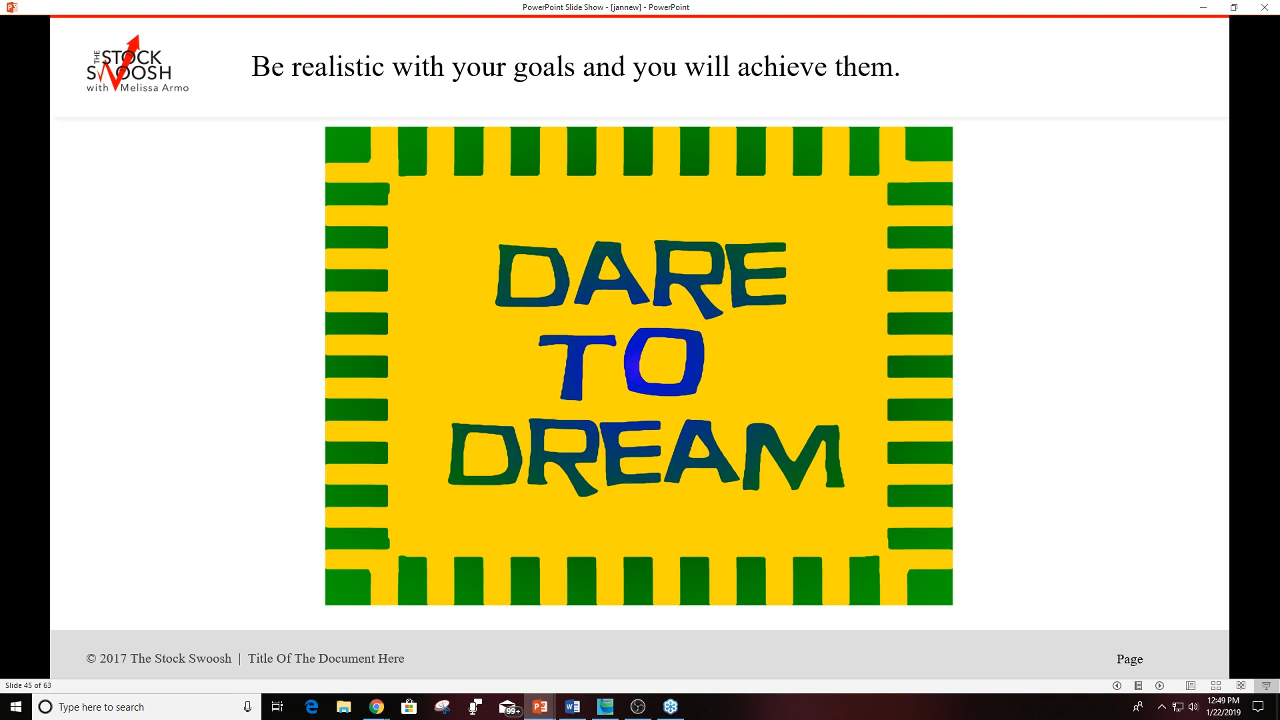 PowerPoint Slide Show - [jannew] - PowerPoint
THE STOCK
SWOOSH
with Melissa Armo
Be realistic with your goals and you will achieve them.
DARE
TO
DREAM
© 2017 The Stock Swoosh | Title Of The Document Here
Page
Slide 45 of 63
Type here to search
99+
12:49 PM
1/22/2019